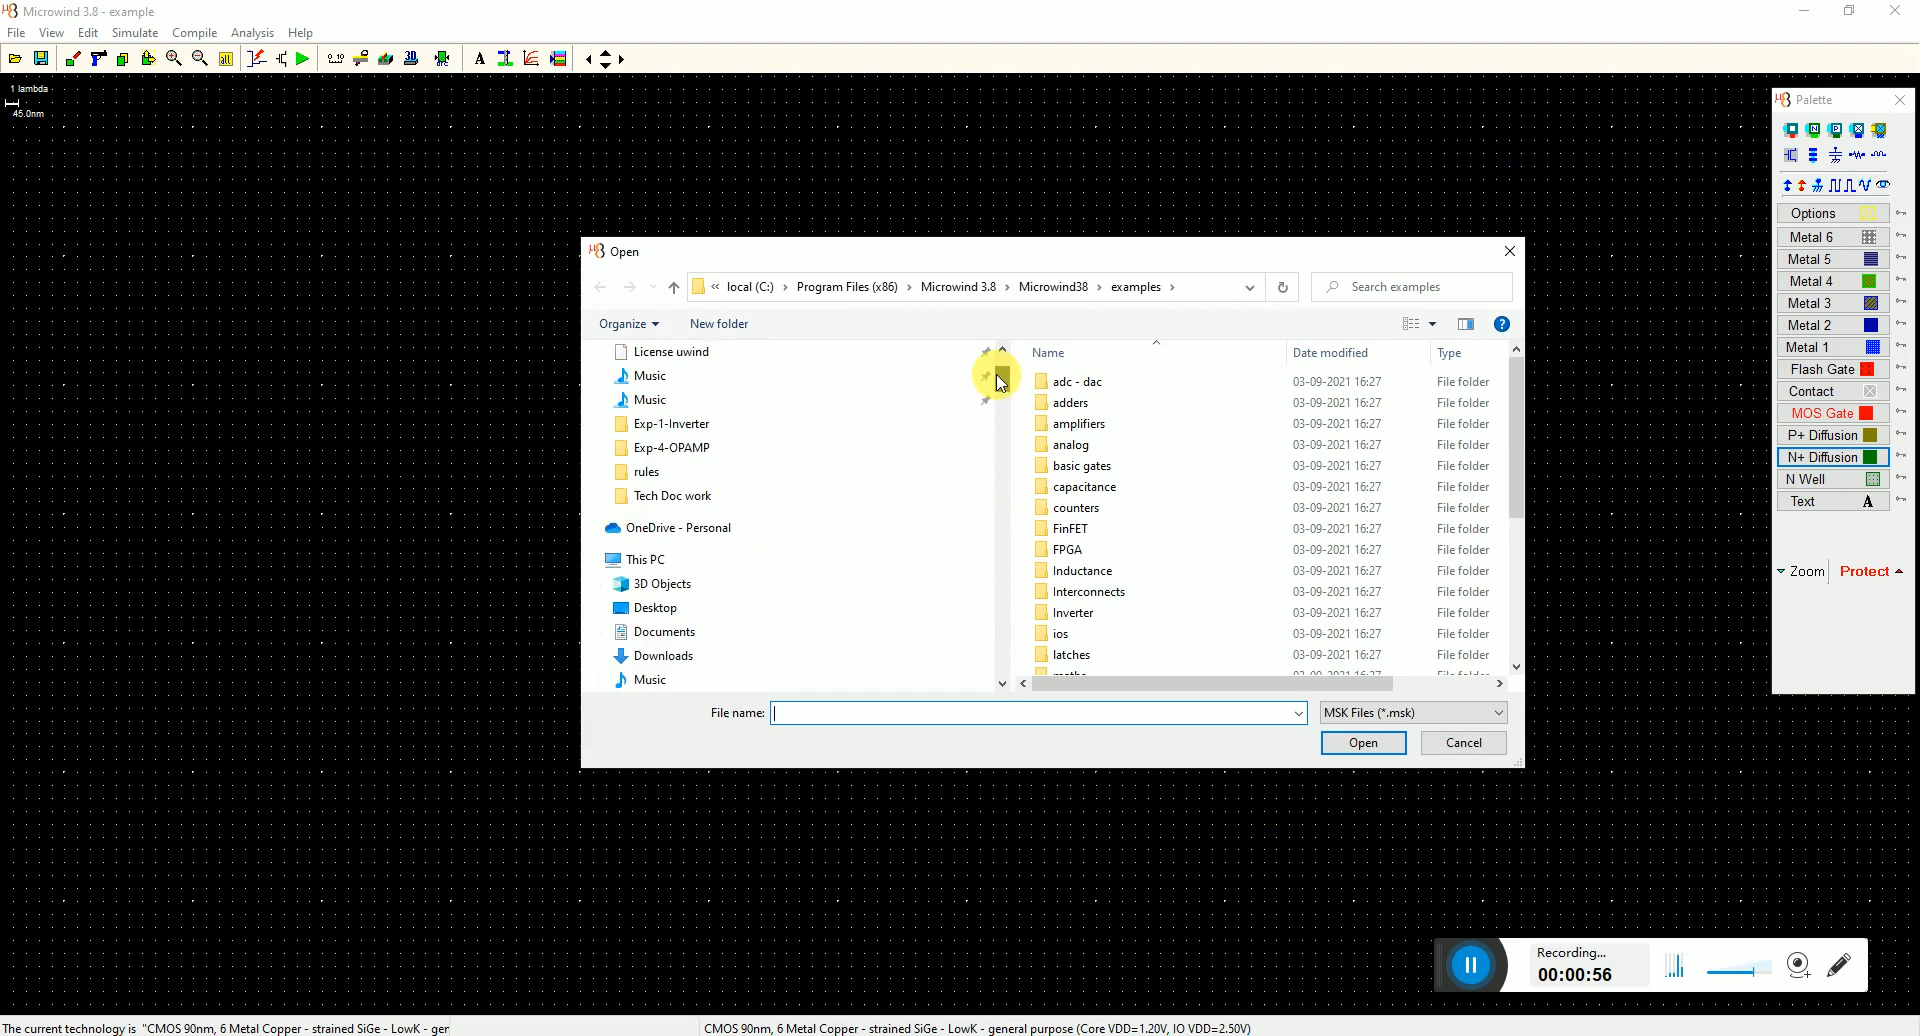 Microwind 3.8 - example
File View Edit Simulate Compile Analysis Help
1 lambda
45.0nm
Palette
Options
Metal 6
Metal 5
Metal 4
Metal 3
Metal 2
Metal 1
Flash Gate
Contact
MOS Gate
P+ Diffusion
N+ Diffusion
N Well
Text A
Zoom Protect
Open
« local (C:) › Program Files (x86) › Microwind 3.8 › Microwind38 › examples ›
Search examples
Organize New folder
License uwind
Music
Music
Exp-1-Inverter
Exp-4-OPAMP
rules
Tech Doc work
OneDrive - Personal
This PC
3D Objects
Desktop
Documents
Downloads
Music
Name Date modified Type
adc - dac 03-09-2021 16:27 File folder
adders 03-09-2021 16:27 File folder
amplifiers 03-09-2021 16:27 File folder
analog 03-09-2021 16:27 File folder
basic gates 03-09-2021 16:27 File folder
capacitance 03-09-2021 16:27 File folder
counters 03-09-2021 16:27 File folder
FinFET 03-09-2021 16:27 File folder
FPGA 03-09-2021 16:27 File folder
Inductance 03-09-2021 16:27 File folder
Interconnects 03-09-2021 16:27 File folder
Inverter 03-09-2021 16:27 File folder
ios 03-09-2021 16:27 File folder
latches 03-09-2021 16:27 File folder
File name:
MSK Files (*.msk)
Open Cancel
Recording...
00:00:56
The current technology is "CMOS 90nm, 6 Metal Copper - strained SiGe - LowK - ger
CMOS 90nm, 6 Metal Copper - strained SiGe - LowK - general purpose (Core VDD=1.20V, IO VDD=2.50V)